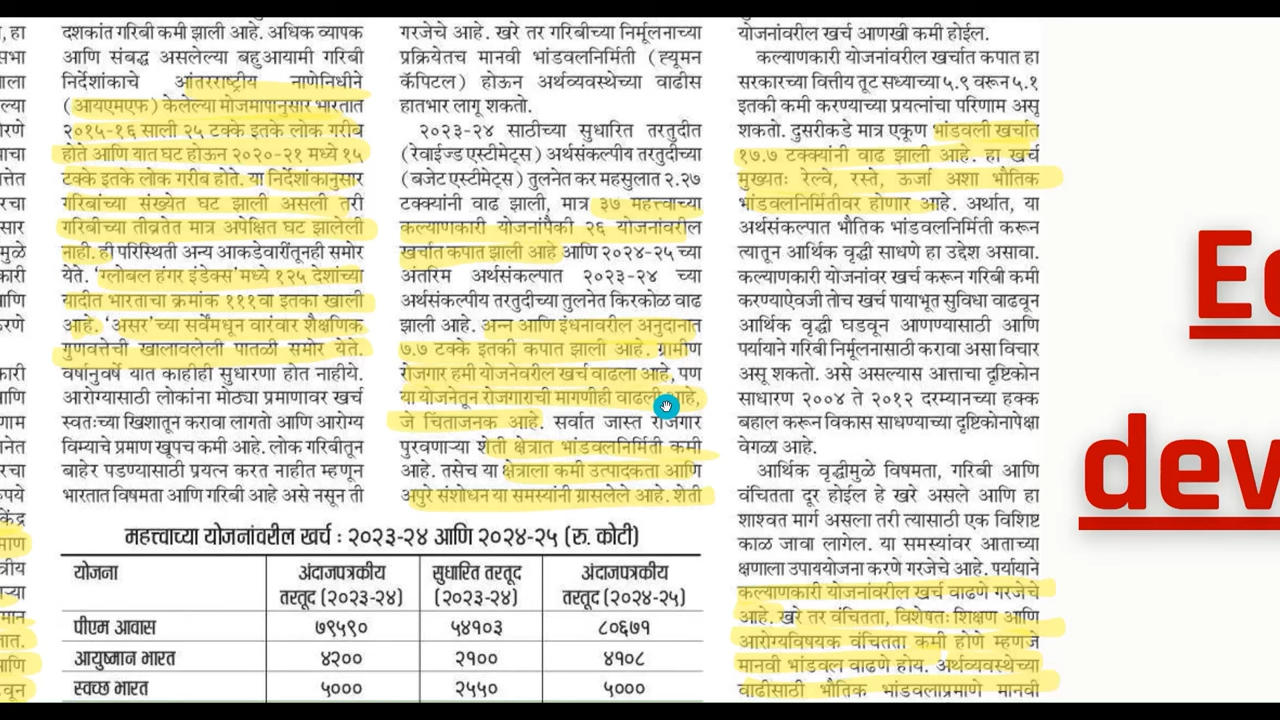 , हा
सभा
ाला
ल्या
ोरणे
ाचा
त्तेत
रचा
सार
मुळे
कारी
ाणि
करणे
कारी
ाणि
णाम
नेत
रचा
पये
केंद्र
माण
त्रीय
ऱ्या
मान
ात.
ाणि
वून
दशकांत गरिबी कमी झाली आहे. अधिक व्यापक
आणि संबद्ध असलेल्या बहुआयामी गरिबी
निर्देशांकाचे आंतरराष्ट्रीय नाणेनिधीने
(आयएमएफ) केलेल्या मोजमापानुसार भारतात
२०१५-१६ साली २५ टक्के इतके लोक गरीब
होते आणि यात घट होऊन २०२०-२१ मध्ये १५
टक्के इतके लोक गरीब होते. या निर्देशांकानुसार
गरिबांच्या संख्येत घट झाली असली तरी
गरिबीच्या तीव्रतेत मात्र अपेक्षित घट झालेली
नाही. ही परिस्थिती अन्य आकडेवारींतूनही समोर
येते. ‘ग्लोबल हंगर इंडेक्स’मध्ये १२५ देशांच्या
यादीत भारताचा क्रमांक १११वा इतका खाली
आहे. ‘असर’च्या सर्वेंमधून वारंवार शैक्षणिक
गुणवत्तेची खालावलेली पातळी समोर येते.
वर्षानुवर्षे यात काहीही सुधारणा होत नाहीये.
आरोग्यासाठी लोकांना मोठ्या प्रमाणावर खर्च
स्वतःच्या खिशातून करावा लागतो आणि आरोग्य
विम्याचे प्रमाण खूपच कमी आहे. लोक गरिबीतून
बाहेर पडण्यासाठी प्रयत्न करत नाहीत म्हणून
भारतात विषमता आणि गरिबी आहे असे नसून ती
गरजेचे आहे. खरे तर गरिबीच्या निर्मूलनाच्या
प्रक्रियेतच मानवी भांडवलनिर्मिती (ह्यूमन
कॅपिटल) होऊन अर्थव्यवस्थेच्या वाढीस
हातभार लागू शकतो.
२०२३-२४ साठीच्या सुधारित तरतुदीत
(रेवाईज्ड एस्टीमेट्स) अर्थसंकल्पीय तरतुदीच्या
(बजेट एस्टीमेट्स) तुलनेत कर महसुलात २.२७
टक्क्यांनी वाढ झाली, मात्र ३७ महत्त्वाच्या
कल्याणकारी योजनांपैकी २६ योजनांवरील
खर्चात कपात झाली आहे आणि २०२४-२५ च्या
अंतरिम अर्थसंकल्पात २०२३-२४ च्या
अर्थसंकल्पीय तरतुदीच्या तुलनेत किरकोळ वाढ
झाली आहे. अन्न आणि इंधनावरील अनुदानात
७.७ टक्के इतकी कपात झाली आहे. ग्रामीण
रोजगार हमी योजनेवरील खर्च वाढला आहे, पण
या योजनेतून रोजगाराची मागणीही वाढली आहे,
जे चिंताजनक आहे. सर्वात जास्त रोजगार
पुरवणाऱ्या शेती क्षेत्रात भांडवलनिर्मिती कमी
आहे. तसेच या क्षेत्राला कमी उत्पादकता आणि
अपुरे संशोधन या समस्यांनी ग्रासलेले आहे. शेती
योजनांवरील खर्च आणखी कमी होईल.
कल्याणकारी योजनांवरील खर्चात कपात हा
सरकारच्या वित्तीय तूट सध्याच्या ५.९ वरून ५.१
इतकी कमी करण्याच्या प्रयत्नांचा परिणाम असू
शकतो. दुसरीकडे मात्र एकूण भांडवली खर्चात
१७.७ टक्क्यांनी वाढ झाली आहे. हा खर्च
मुख्यतः रेल्वे, रस्ते, ऊर्जा अशा भौतिक
भांडवलनिर्मितीवर होणार आहे. अर्थात, या
अर्थसंकल्पात भौतिक भांडवलनिर्मिती करून
त्यातून आर्थिक वृद्धी साधणे हा उद्देश असावा.
कल्याणकारी योजनांवर खर्च करून गरिबी कमी
करण्याऐवजी तोच खर्च पायाभूत सुविधा वाढवून
आर्थिक वृद्धी घडवून आणण्यासाठी आणि
पर्यायाने गरिबी निर्मूलनासाठी करावा असा विचार
असू शकतो. असे असल्यास आत्ताचा दृष्टिकोन
साधारण २००४ ते २०१२ दरम्यानच्या हक्क
बहाल करून विकास साधण्याच्या दृष्टिकोनापेक्षा
वेगळा आहे.
आर्थिक वृद्धीमुळे विषमता, गरिबी आणि
वंचितता दूर होईल हे खरे असले आणि हा
शाश्वत मार्ग असला तरी त्यासाठी एक विशिष्ट
काळ जावा लागेल. या समस्यांवर आताच्या
क्षणाला उपाययोजना करणे गरजेचे आहे. पर्यायाने
कल्याणकारी योजनांवरील खर्च वाढणे गरजेचे
आहे. खरे तर वंचितता, विशेषतः शिक्षण आणि
आरोग्यविषयक वंचितता कमी होणे म्हणजे
मानवी भांडवल वाढणे होय. अर्थव्यवस्थेच्या
वाढीसाठी भौतिक भांडवलाप्रमाणे मानवी
महत्त्वाच्या योजनांवरील खर्च : २०२३-२४ आणि २०२४-२५ (रु. कोटी)
योजना अंदाजपत्रकीय तरतूद (२०२३-२४) सुधारित तरतूद (२०२३-२४) अंदाजपत्रकीय तरतूद (२०२४-२५)
पीएम आवास ७९५९० ५४१०३ ८०६७१
आयुष्मान भारत ४२०० २१०० ४१०८
स्वच्छ भारत ५००० २५५० ५०००
Ec
dev